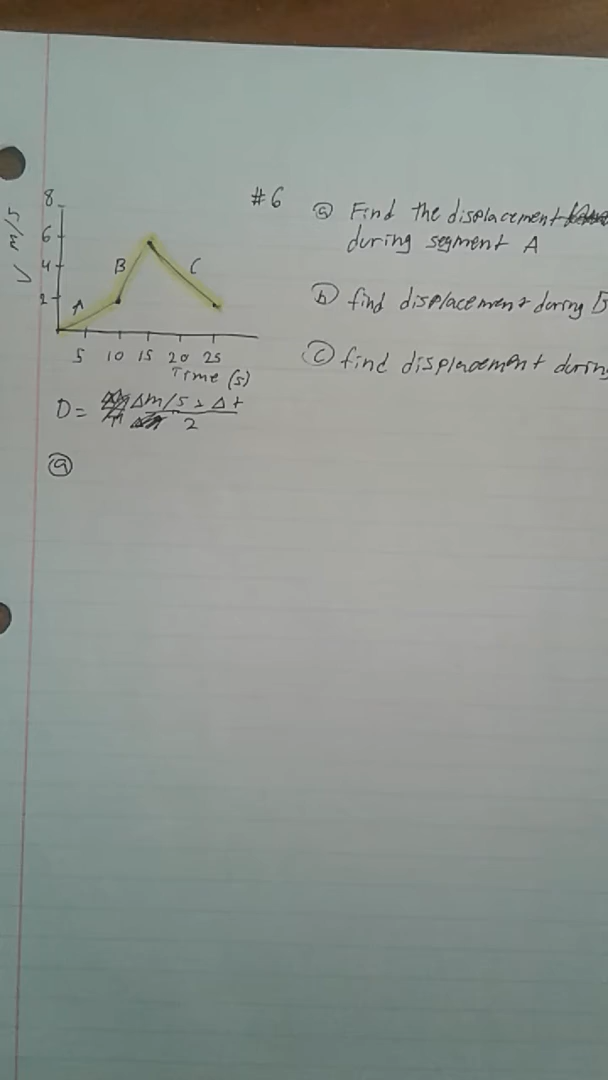 #6
8
6
4
2
V m/s
A
B
C
5 10 15 20 25
Time (s)
ⓐ Find the displacement
during segment A
ⓑ find displacement during
ⓒ find displacement during
D = Δm/s × Δt
2
ⓐ